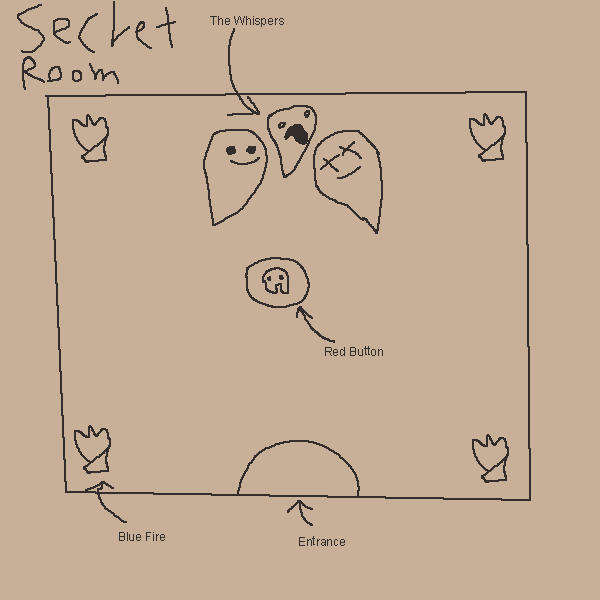 Secret
Room
The Whispers
Red Button
Blue Fire
Entrance